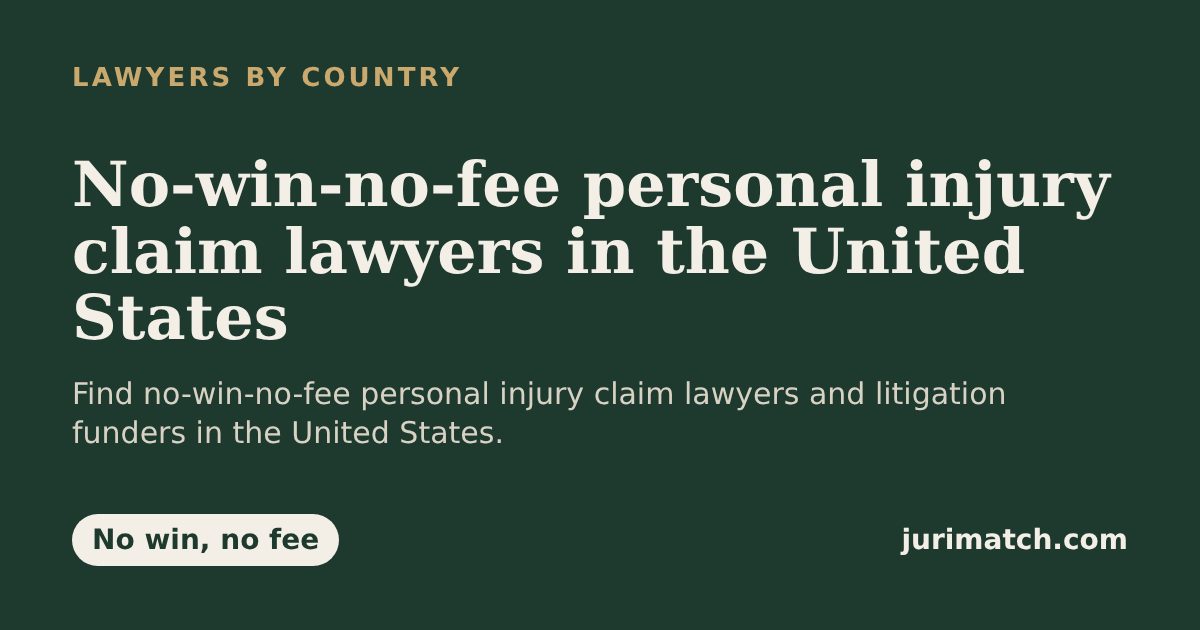 LAWYERS BY COUNTRY
No-win-no-fee personal injury
claim lawyers in the United
States
Find no-win-no-fee personal injury claim lawyers and litigation
funders in the United States.
No win, no fee
jurimatch.com